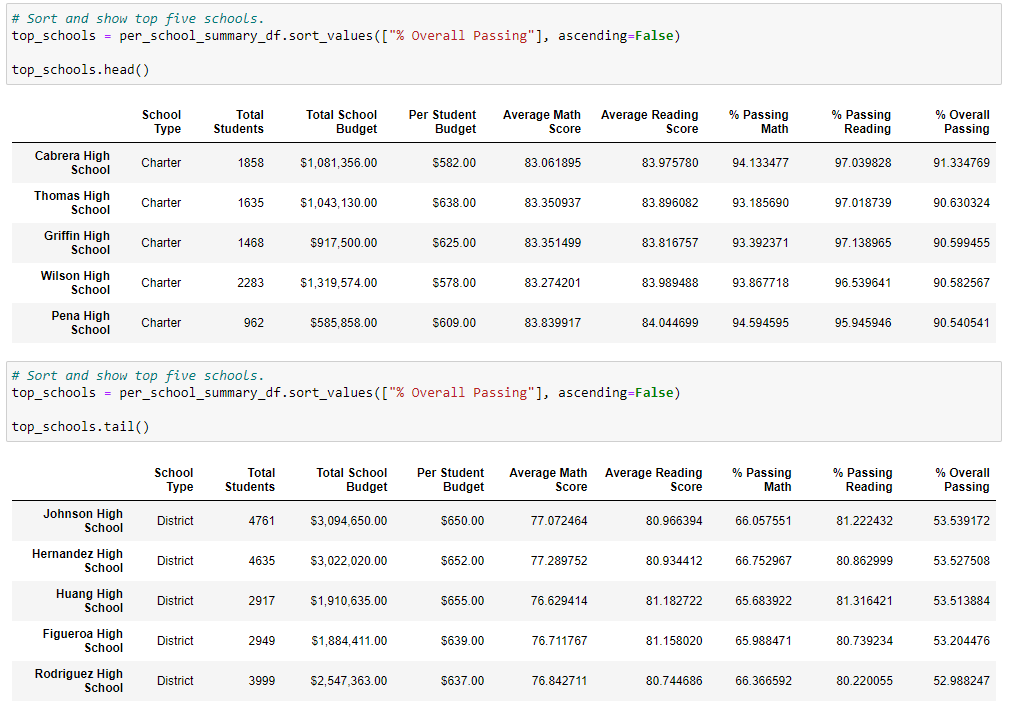 # Sort and show top five schools.
top_schools = per_school_summary_df.sort_values(["% Overall Passing"], ascending=False)
top_schools.head()
School Type Total Students Total School Budget Per Student Budget Average Math Score Average Reading Score % Passing Math % Passing Reading % Overall Passing
Cabrera High School Charter 1858 $1,081,356.00 $582.00 83.061895 83.975780 94.133477 97.039828 91.334769
Thomas High School Charter 1635 $1,043,130.00 $638.00 83.350937 83.896082 93.185690 97.018739 90.630324
Griffin High School Charter 1468 $917,500.00 $625.00 83.351499 83.816757 93.392371 97.138965 90.599455
Wilson High School Charter 2283 $1,319,574.00 $578.00 83.274201 83.989488 93.867718 96.539641 90.582567
Pena High School Charter 962 $585,858.00 $609.00 83.839917 84.044699 94.594595 95.945946 90.540541
# Sort and show top five schools.
top_schools = per_school_summary_df.sort_values(["% Overall Passing"], ascending=False)
top_schools.tail()
School Type Total Students Total School Budget Per Student Budget Average Math Score Average Reading Score % Passing Math % Passing Reading % Overall Passing
Johnson High School District 4761 $3,094,650.00 $650.00 77.072464 80.966394 66.057551 81.222432 53.539172
Hernandez High School District 4635 $3,022,020.00 $652.00 77.289752 80.934412 66.752967 80.862999 53.527508
Huang High School District 2917 $1,910,635.00 $655.00 76.629414 81.182722 65.683922 81.316421 53.513884
Figueroa High School District 2949 $1,884,411.00 $639.00 76.711767 81.158020 65.988471 80.739234 53.204476
Rodriguez High School District 3999 $2,547,363.00 $637.00 76.842711 80.744686 66.366592 80.220055 52.988247